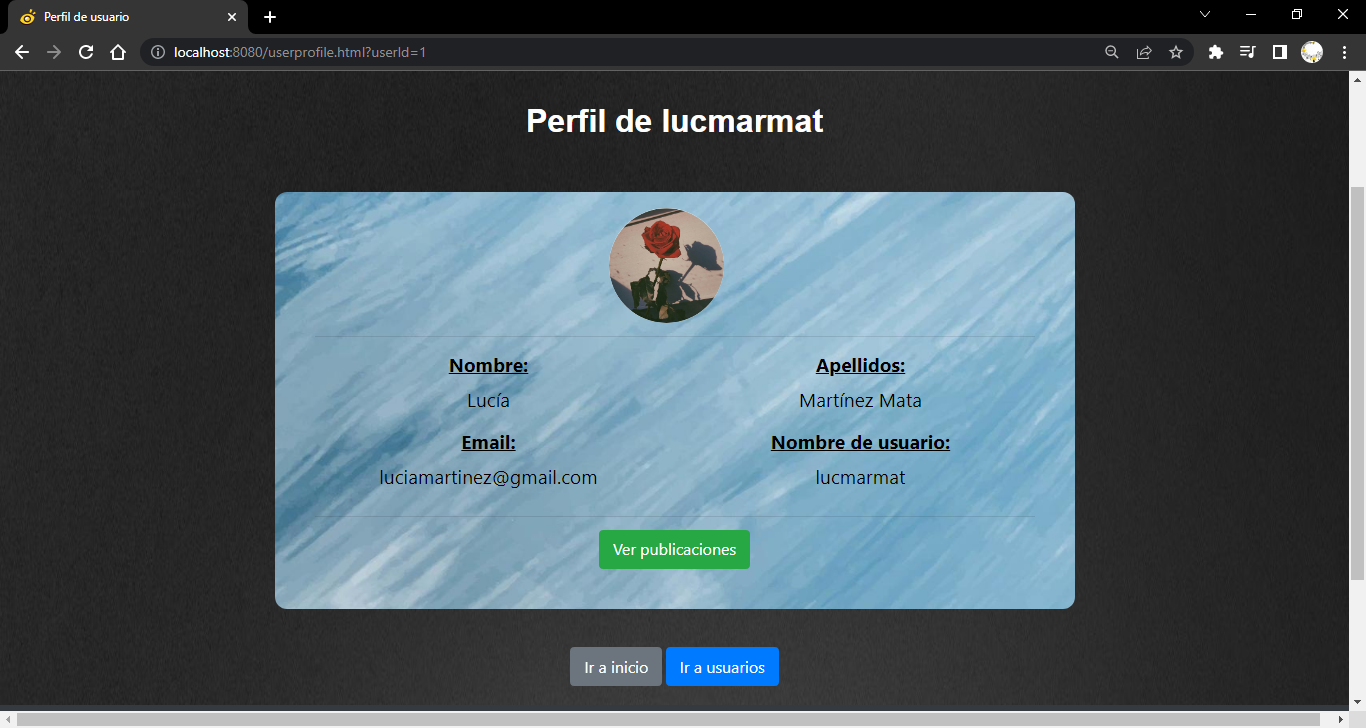 Perfil de usuario
localhost:8080/userprofile.html?userId=1
Perfil de lucmarmat
Nombre: Apellidos:
Lucía Martínez Mata
Email: Nombre de usuario:
luciamartinez@gmail.com lucmarmat
Ver publicaciones
Ir a inicio Ir a usuarios